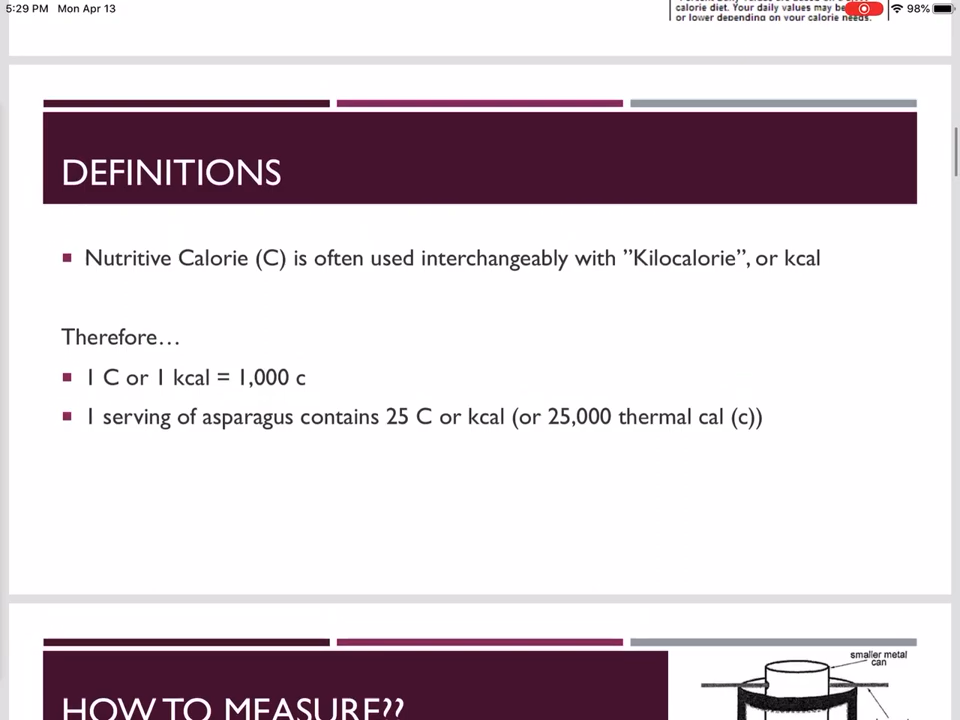 5:29 PM Mon Apr 13
98%
calorie diet. Your daily values may be
or lower depending on your calorie needs.
DEFINITIONS
Nutritive Calorie (C) is often used interchangeably with ”Kilocalorie”, or kcal
Therefore…
1 C or 1 kcal = 1,000 c
1 serving of asparagus contains 25 C or kcal (or 25,000 thermal cal (c))
smaller metal
can
HOW TO MEASURE??